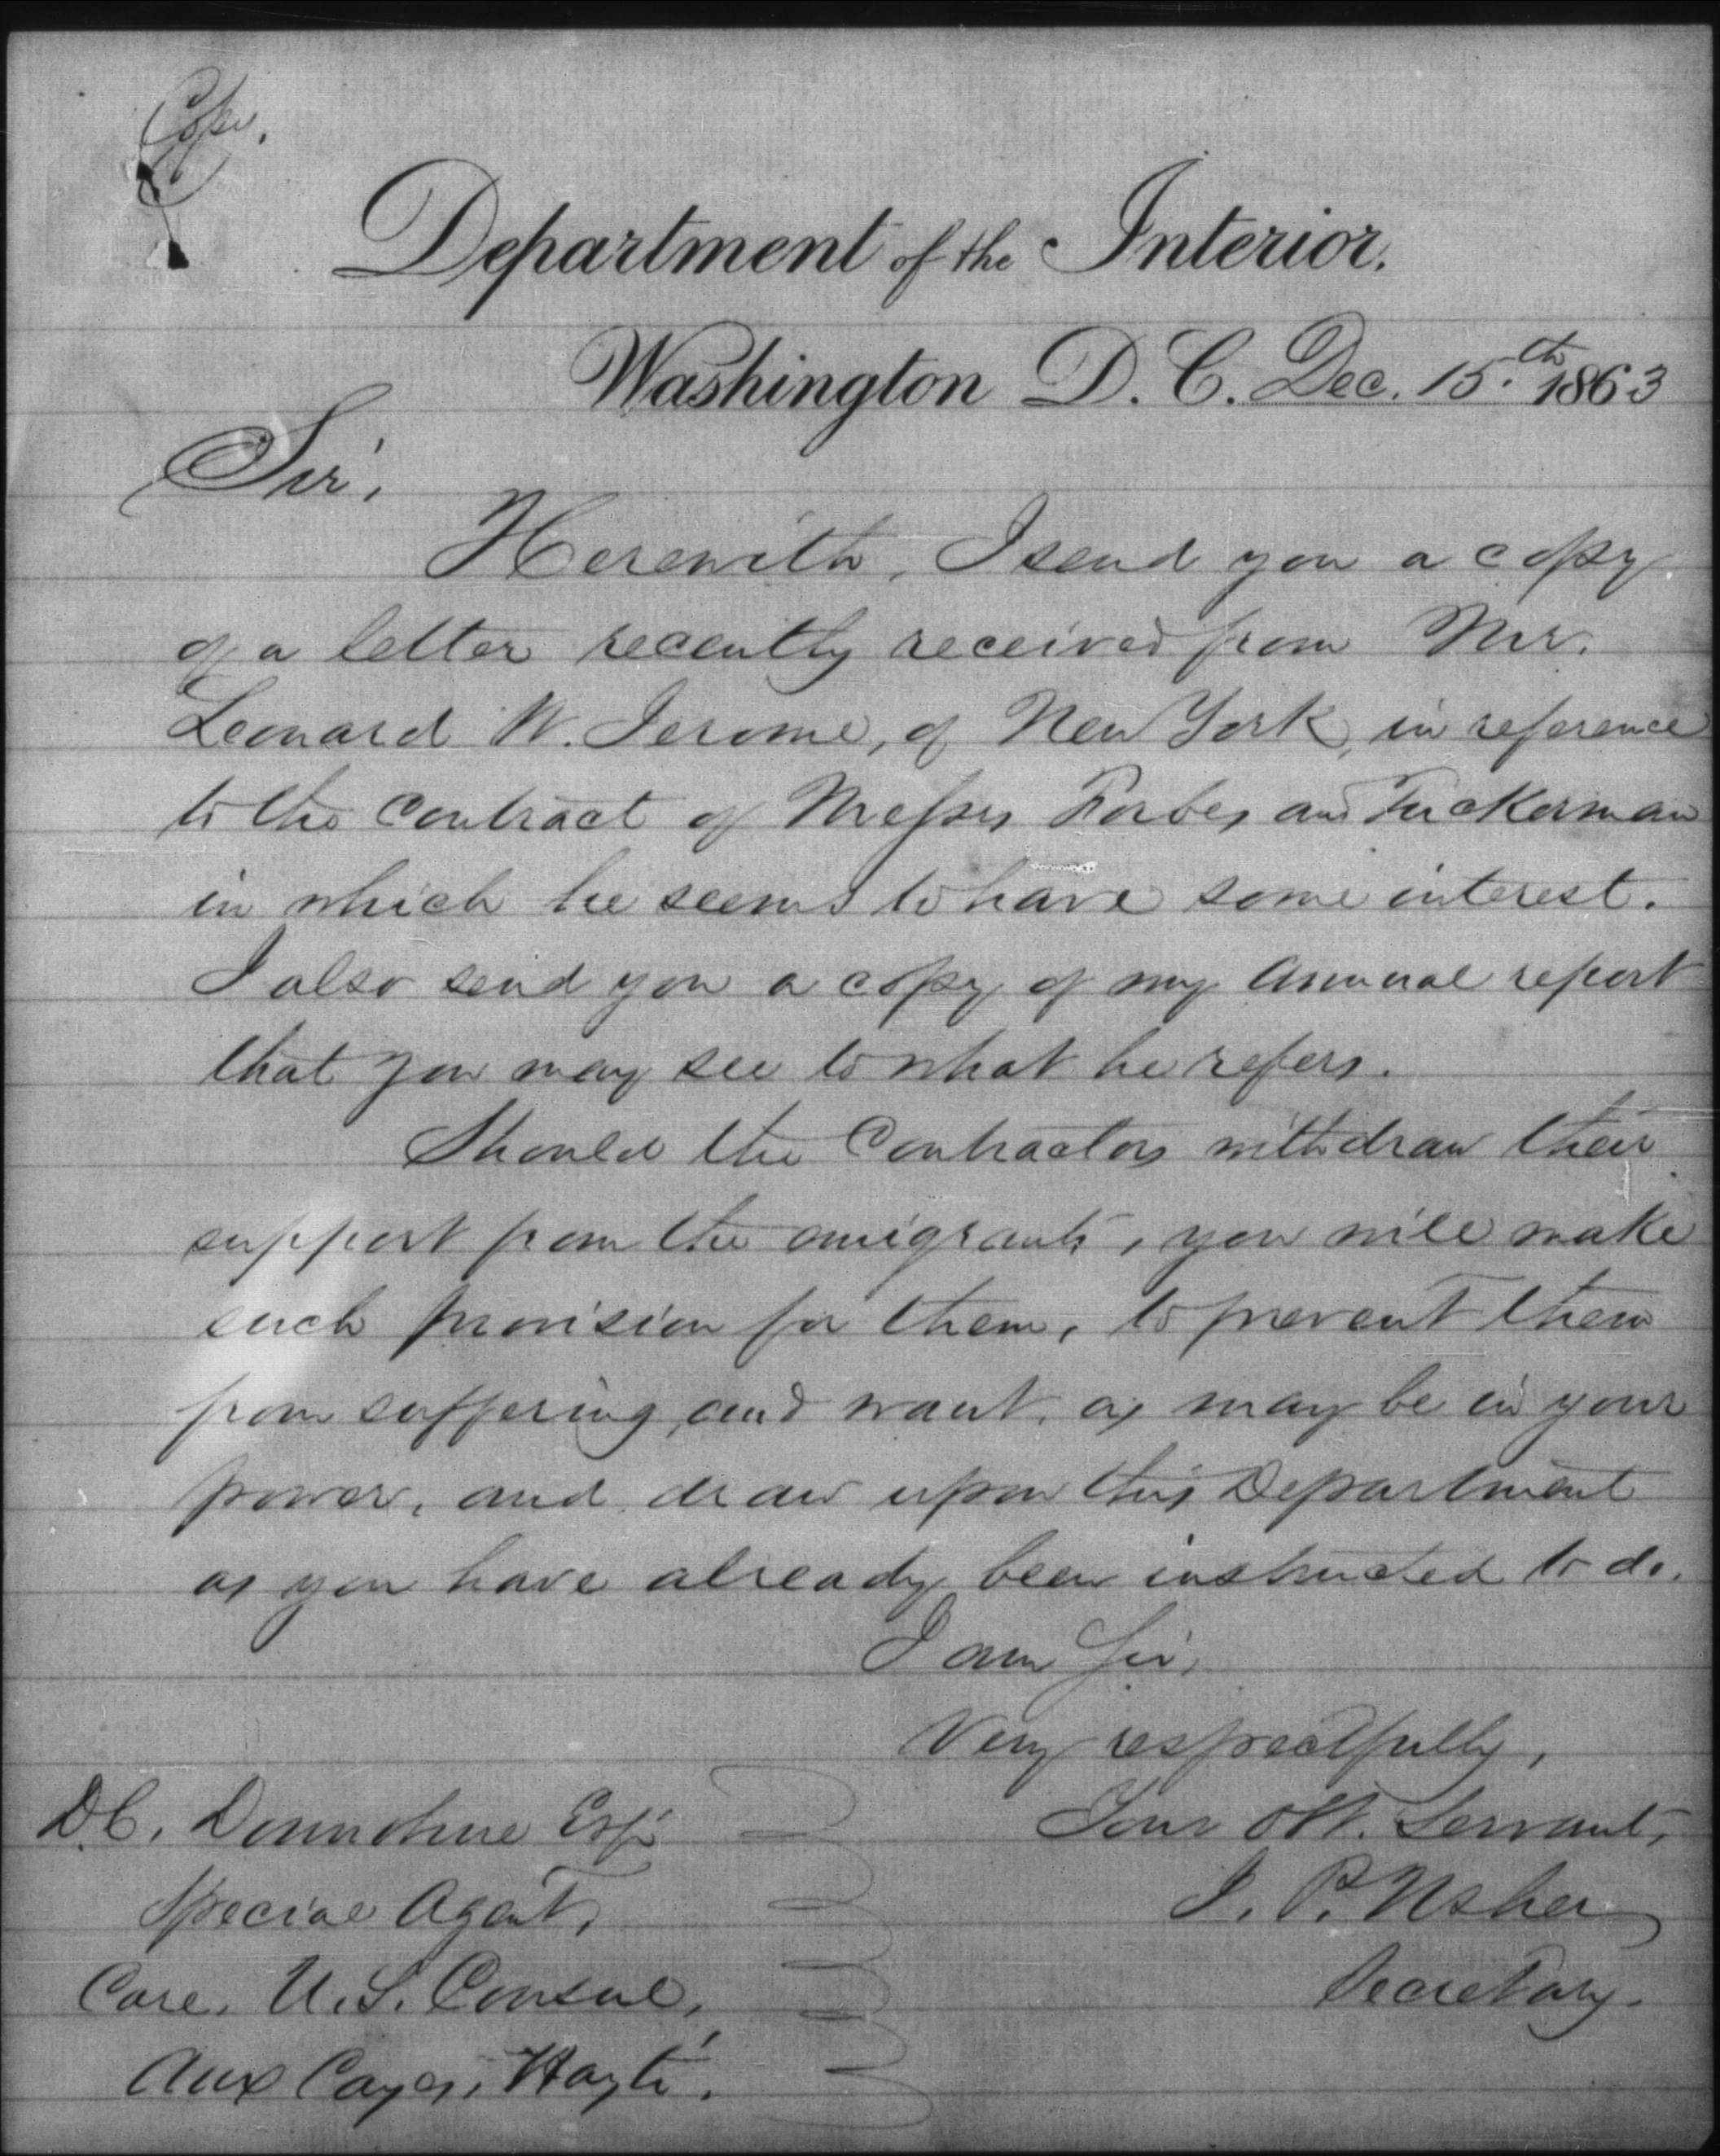 Copy.
Department of the Interior.
Washington D. C. Dec. 15.th 1863
Sir,
Herewith, I send you a copy
of a letter recently received from Mr.
Leonard W. Jerome, of New York, in reference
to the Contract of Messrs Forbes and Tuckerman
in which he seems to have some interest.
I also send you a copy of my Annual report
that you may see to what he refers.
Should the Contractors withdraw their
support from the emigrants, you will make
such provision for them, to prevent them
from suffering, and want, as may be in your
power, and draw upon this Department
as you have already been instructed to do.
I am Sir,
Very respectfully,
Your obt. Servant,
J. P. Usher
Secretary.
D.C. Donnohue Esqr
Special Agent,
Care, U.S. Consul,
Aux Cayes, Hayti.